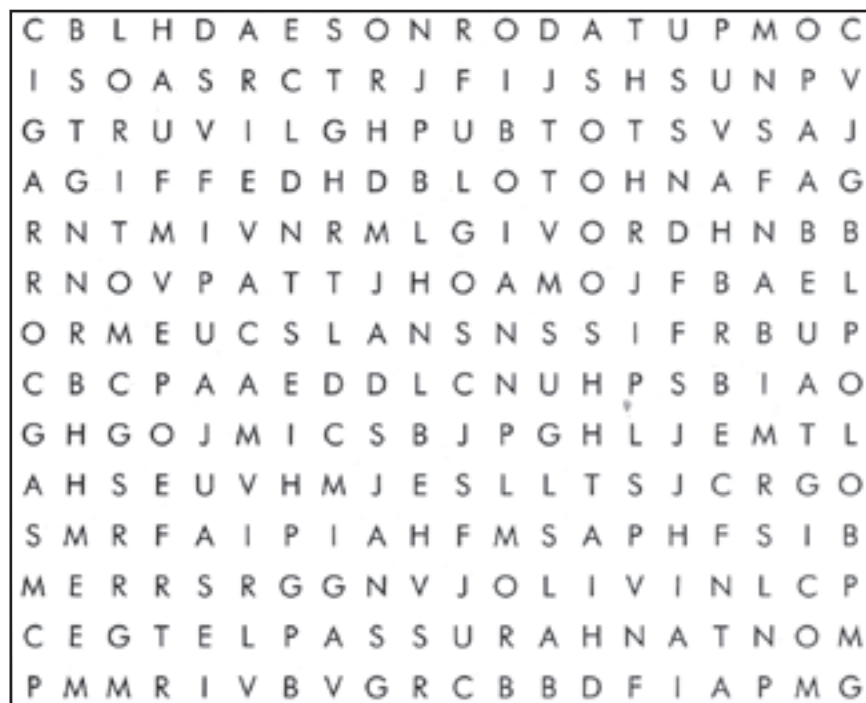 C B L H D A E S O N R O D A T U P M O C
I S O A S R C T R J F I J S H S U N P V
G T R U V I L G H P U B T O T S V S A J
A G I F F E D H D B L O T O H N A F A G
R N T M I V N R M L G I V O R D H N B B
R N O V P A T T J H O A M O J F B A E L
O R M E U C S L A N S N S S I F R B U P
C B C P A A E D D L C N U H P S B I A O
G H G O J M I C S B J P G H L J E M T L
A H S E U V H M J E S L L T S J C R G O
S M R F A I P I A H F M S A P H F S I B
M E R R S R G G N V J O L I V I N L C P
C E G T E L P A S S U R A H N A T N O M
P M M R I V B V G R C B B D F I A P M G